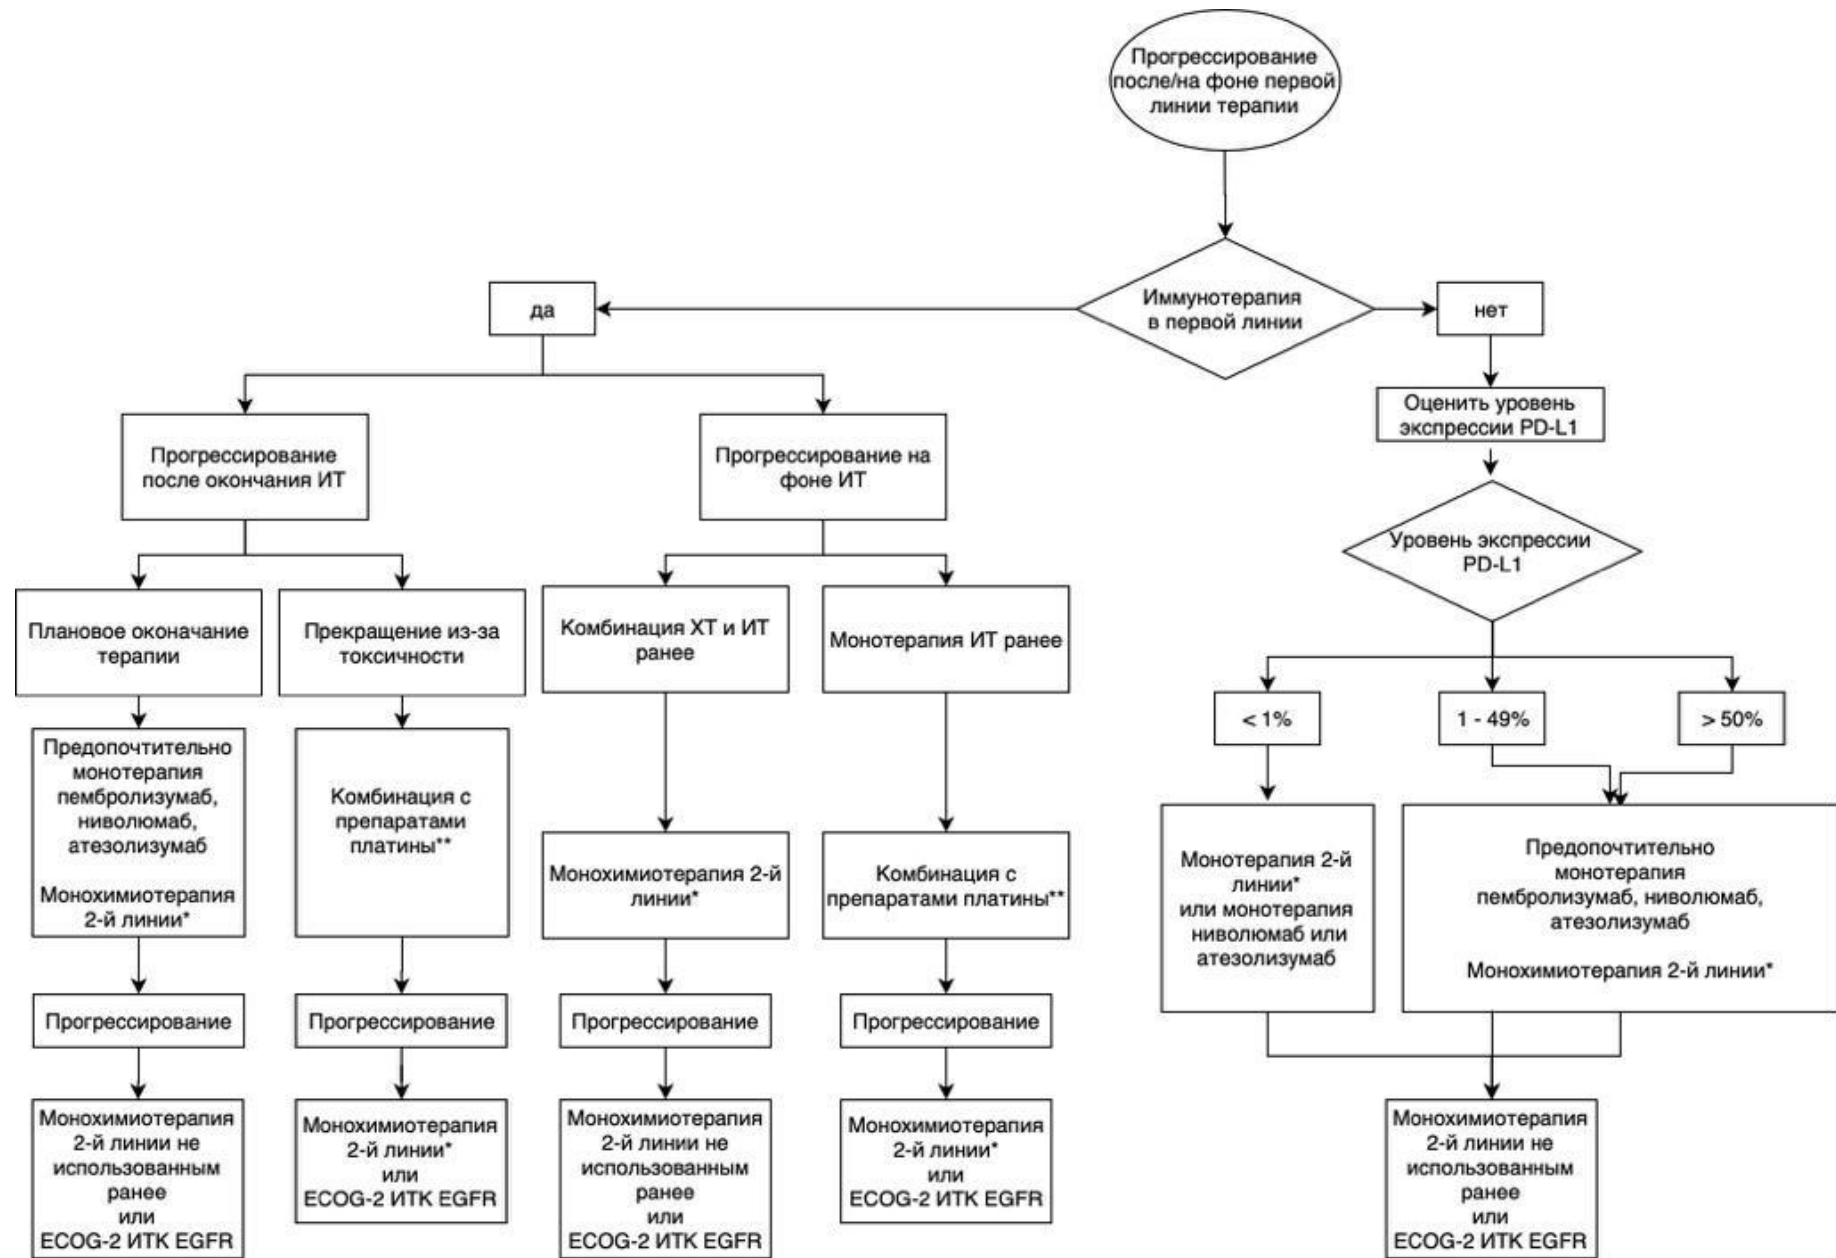 Прогрессирование
после/на фоне первой
линии терапии
Иммунотерапия
в первой линии
да
нет
Оценить уровень
экспрессии PD-L1
Прогрессирование
после окончания ИТ
Прогрессирование на
фоне ИТ
Уровень экспрессии
PD-L1
Плановое оконачание
терапии
Прекращение из-за
токсичности
Комбинация ХТ и ИТ
ранее
Монотерапия ИТ ранее
< 1%
1 - 49%
> 50%
Предопочтительно
монотерапия
пембролизумаб,
ниволюмаб,
атезолизумаб
Монохимиотерапия
2-й линии*
Комбинация с
препаратами
платины**
Монохимиотерапия 2-й
линии*
Комбинация с
препаратами платины**
Монотерапия 2-й
линии*
или монотерапия
ниволюмаб или
атезолизумаб
Предопочтительно
монотерапия
пембролизумаб, ниволюмаб,
атезолизумаб
Монохимиотерапия 2-й линии*
Прогрессирование
Прогрессирование
Прогрессирование
Прогрессирование
Монохимиотерапия
2-й линии не
использованным
ранее
или
ECOG-2 ИТК EGFR
Монохимиотерапия
2-й линии*
или
ECOG-2 ИТК EGFR
Монохимиотерапия
2-й линии не
использованным
ранее
или
ECOG-2 ИТК EGFR
Монохимиотерапия
2-й линии*
или
ECOG-2 ИТК EGFR
Монохимиотерапия
2-й линии не
использованным
ранее
или
ECOG-2 ИТК EGFR